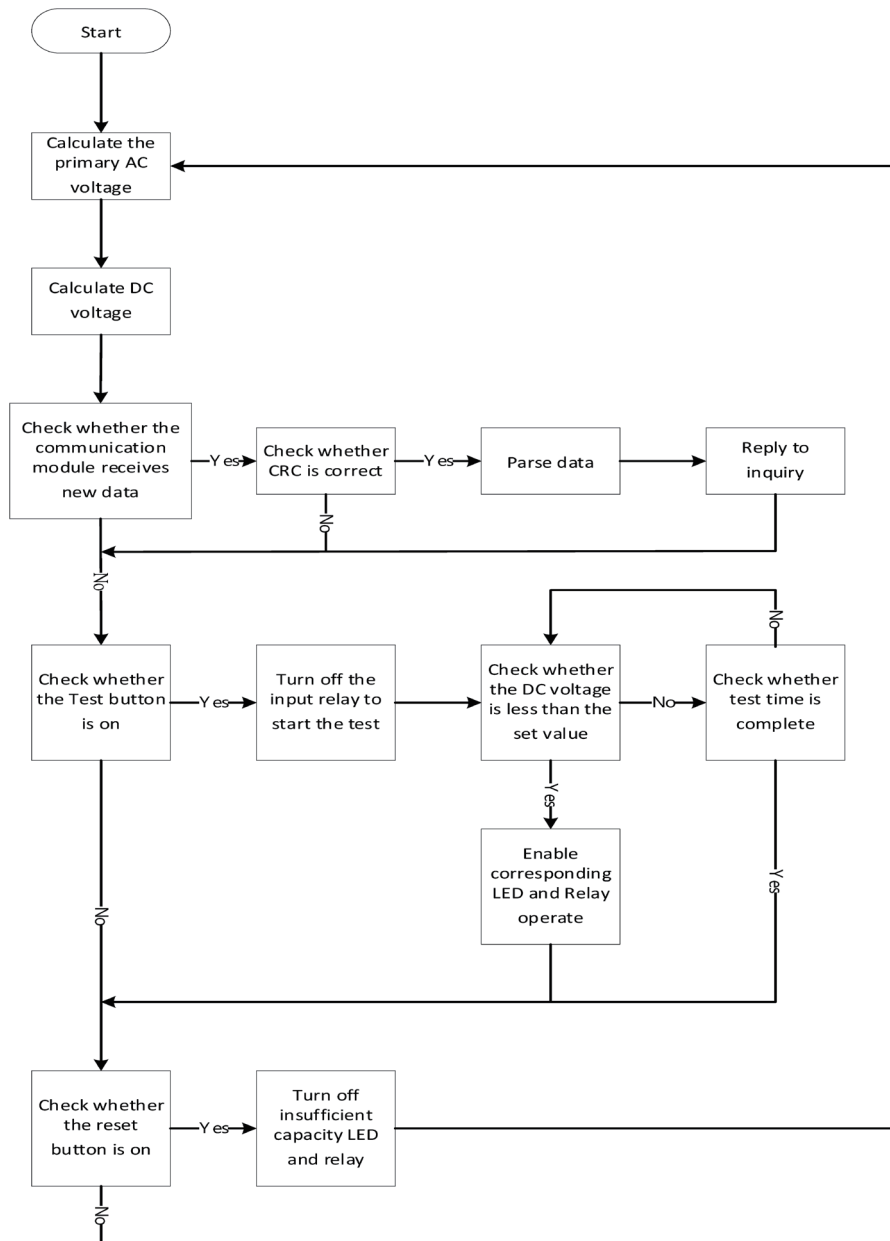 Start
Calculate the
primary AC
voltage
Calculate DC
voltage
Check whether the
communication
module receives
new data
Yes
Check whether
CRC is correct
Yes
Parse data
Reply to
inquiry
No
No
No
Check whether
the Test button
is on
Yes
Turn off the
input relay to
start the test
Check whether
the DC voltage
is less than the
set value
No
Check whether
test time is
complete
Yes
Enable
corresponding
LED and Relay
operate
Yes
No
Check whether
the reset
button is on
Yes
Turn off
insufficient
capacity LED
and relay
No